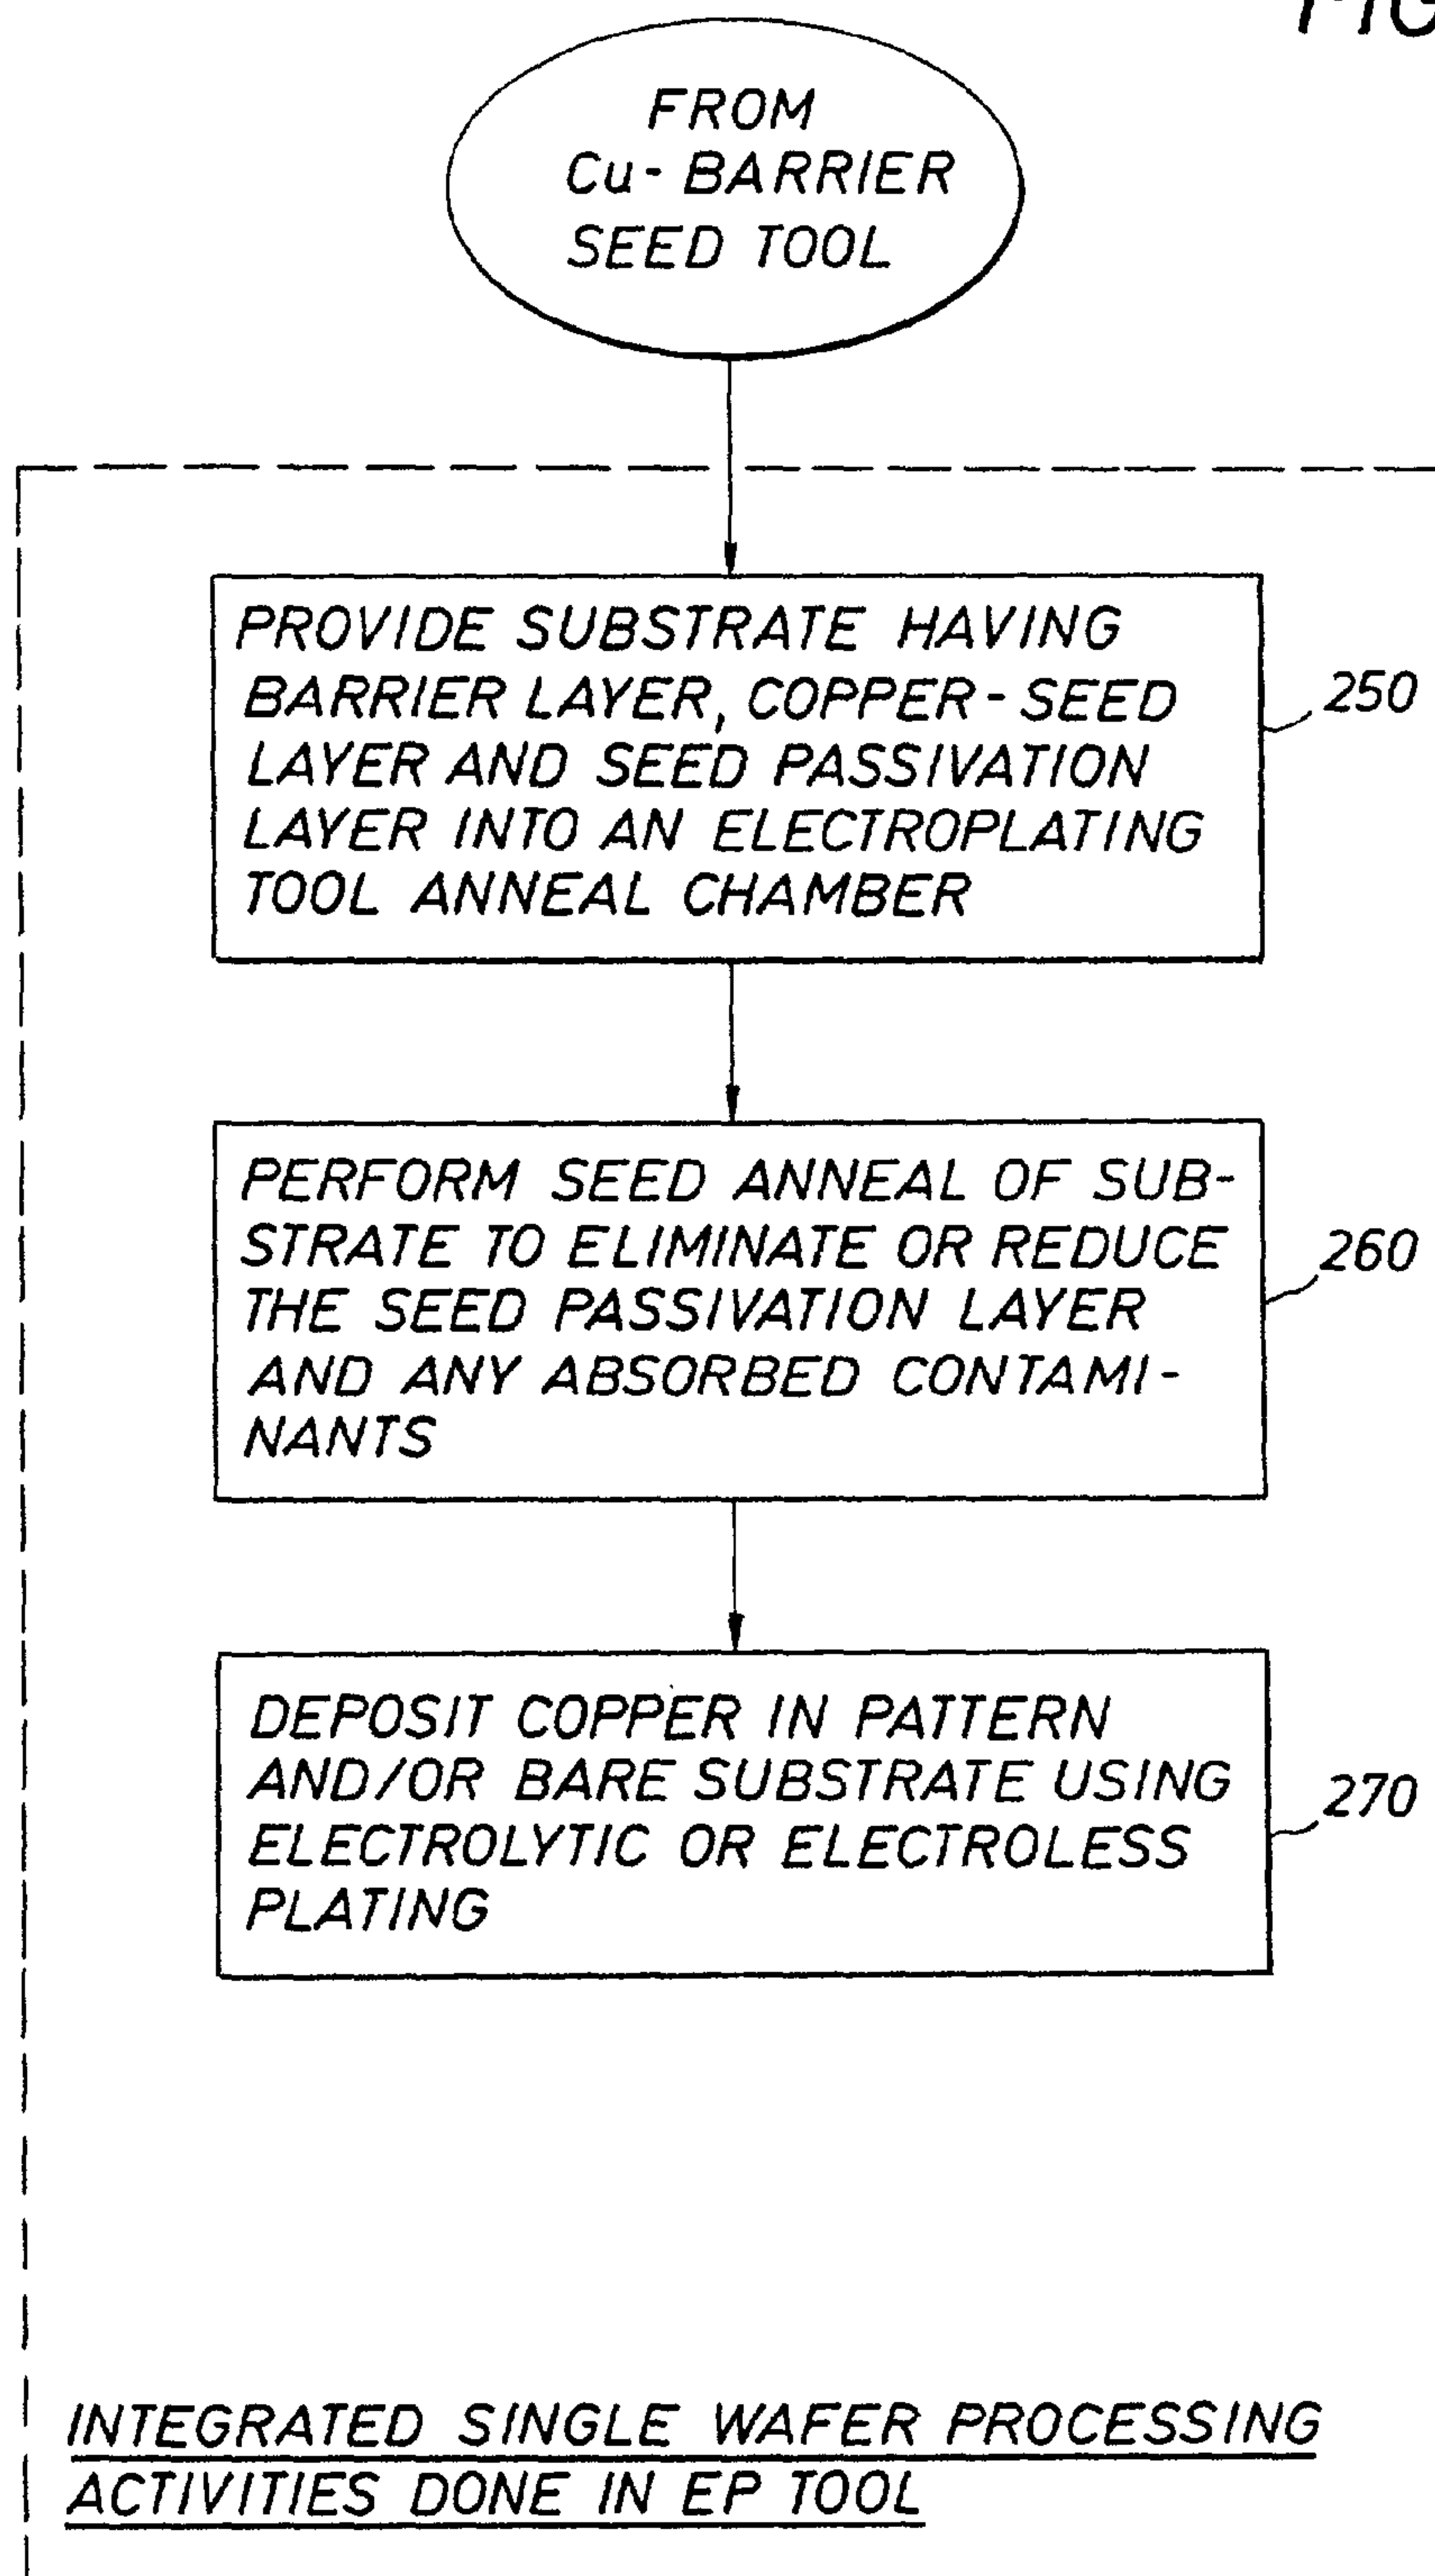 FROM
Cu- BARRIER
SEED TOOL
PROVIDE SUBSTRATE HAVING
BARRIER LAYER, COPPER-SEED
LAYER AND SEED PASSIVATION
LAYER INTO AN ELECTROPLATING
TOOL ANNEAL CHAMBER
250
PERFORM SEED ANNEAL OF SUB-
STRATE TO ELIMINATE OR REDUCE
THE SEED PASSIVATION LAYER
AND ANY ABSORBED CONTAMI-
NANTS
260
DEPOSIT COPPER IN PATTERN
AND/OR BARE SUBSTRATE USING
ELECTROLYTIC OR ELECTROLESS
PLATING
270
INTEGRATED SINGLE WAFER PROCESSING
ACTIVITIES DONE IN EP TOOL